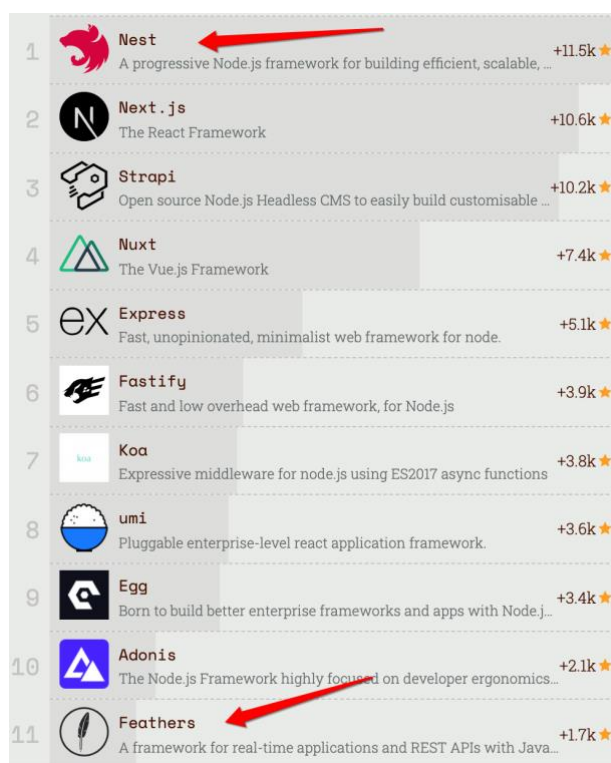 1
Nest
A progressive Node.js framework for building efficient, scalable, ...
+11.5k
2
N
Next.js
The React Framework
+10.6k
3
Strapi
Open source Node.js Headless CMS to easily build customisable ...
+10.2k
4
Nuxt
The Vue.js Framework
+7.4k
5
ex
Express
Fast, unopinionated, minimalist web framework for node.
+5.1k
6
Fastify
Fast and low overhead web framework, for Node.js
+3.9k
7
koa
Koa
Expressive middleware for node.js using ES2017 async functions
+3.8k
8
umi
Pluggable enterprise-level react application framework.
+3.6k
9
Egg
Born to build better enterprise frameworks and apps with Node.j...
+3.4k
10
Adonis
The Node.js Framework highly focused on developer ergonomics...
+2.1k
11
Feathers
A framework for real-time applications and REST APIs with Java...
+1.7k